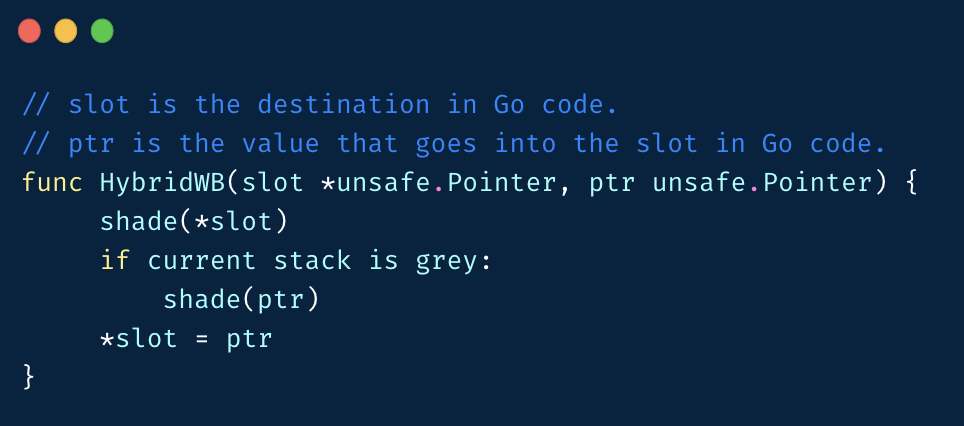 // slot is the destination in Go code.
// ptr is the value that goes into the slot in Go code.
func HybridWB(slot *unsafe.Pointer, ptr unsafe.Pointer) {
     shade(*slot)
     if current stack is grey:
         shade(ptr)
     *slot = ptr
}